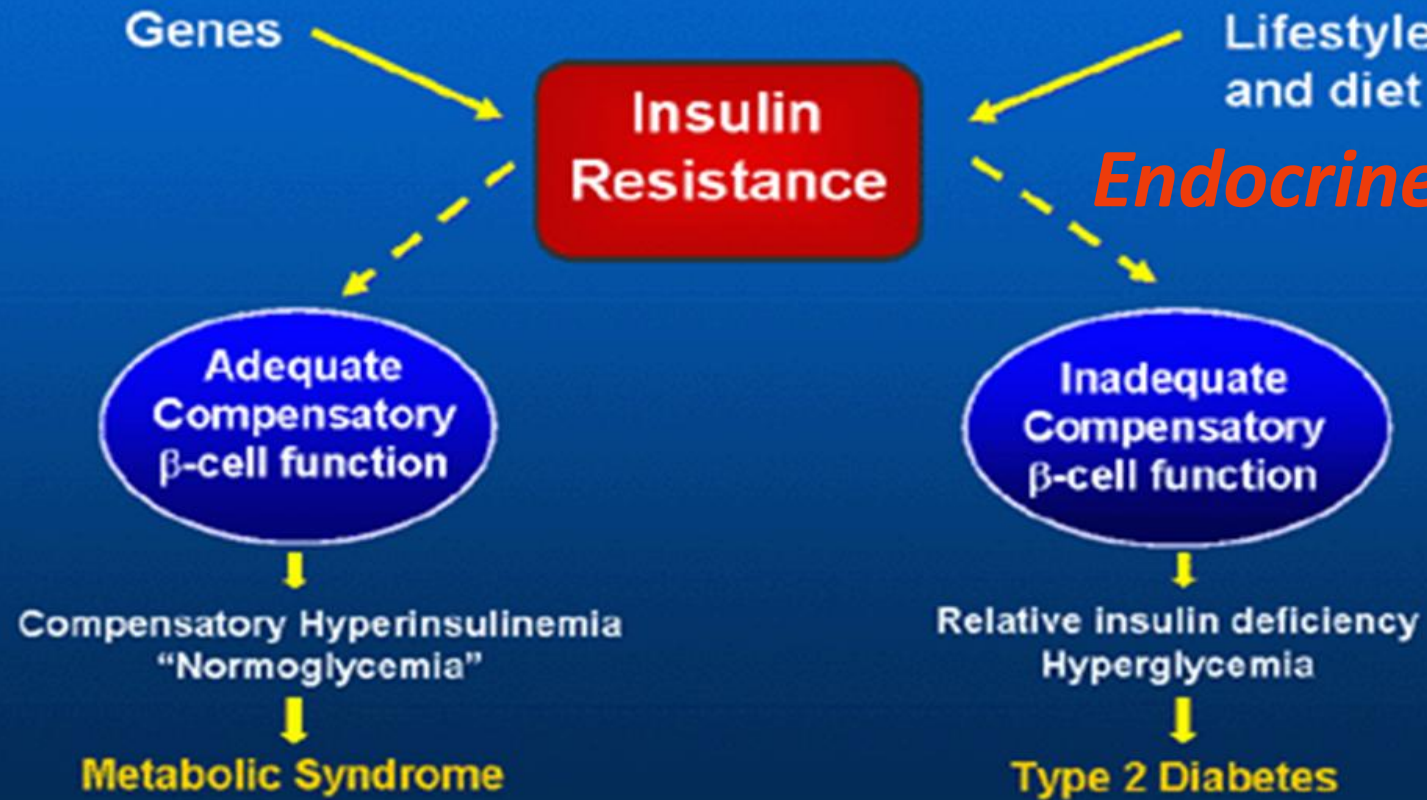 Genes
Lifestyle
and diet
Insulin
Resistance
Endocrine
Adequate
Compensatory
β-cell function
Inadequate
Compensatory
β-cell function
Compensatory Hyperinsulinemia
“Normoglycemia”
Relative insulin deficiency
Hyperglycemia
Metabolic Syndrome
Type 2 Diabetes